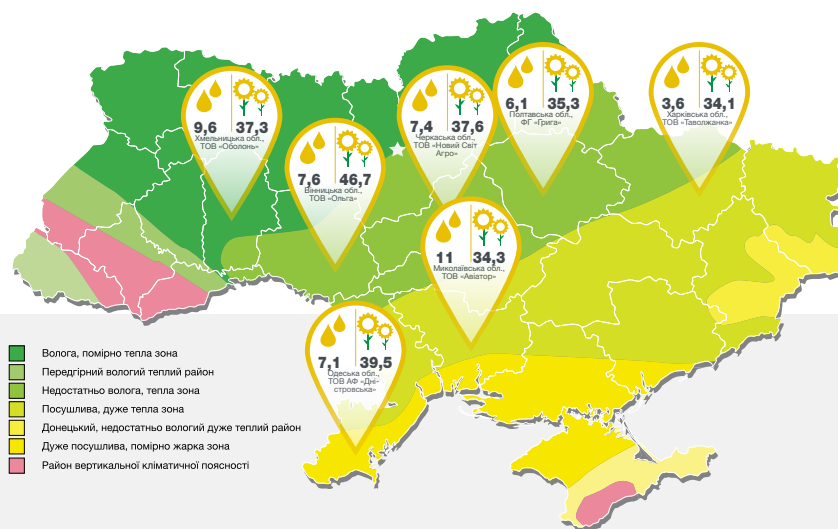 9,6 37,3
Хмельницька обл.,
ТОВ «Оболонь»
7,6 46,7
Вінницька обл.,
ТОВ «Ольга»
7,4 37,6
Черкаська обл.,
ТОВ «Новий Світ
Агро»
6,1 35,3
Полтавська обл.,
ФГ «Грига»
3,6 34,1
Харківська обл.,
ТОВ «Таволжанка»
11 34,3
Миколаївська обл.,
ТОВ «Авіатор»
7,1 39,5
Одеська обл.,
ТОВ АФ «Дні-
стровська»
Волога, помірно тепла зона
Передгірний вологий теплий район
Недостатньо волога, тепла зона
Посушлива, дуже тепла зона
Донецький, недостатньо вологий дуже теплий район
Дуже посушлива, помірно жарка зона
Район вертикальної кліматичної поясності